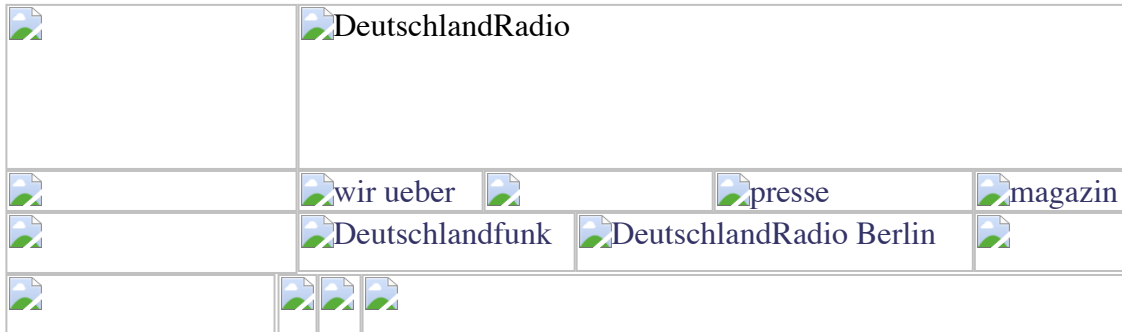 DeutschlandRadio
wir ueber presse magazin
Deutschlandfunk DeutschlandRadio Berlin